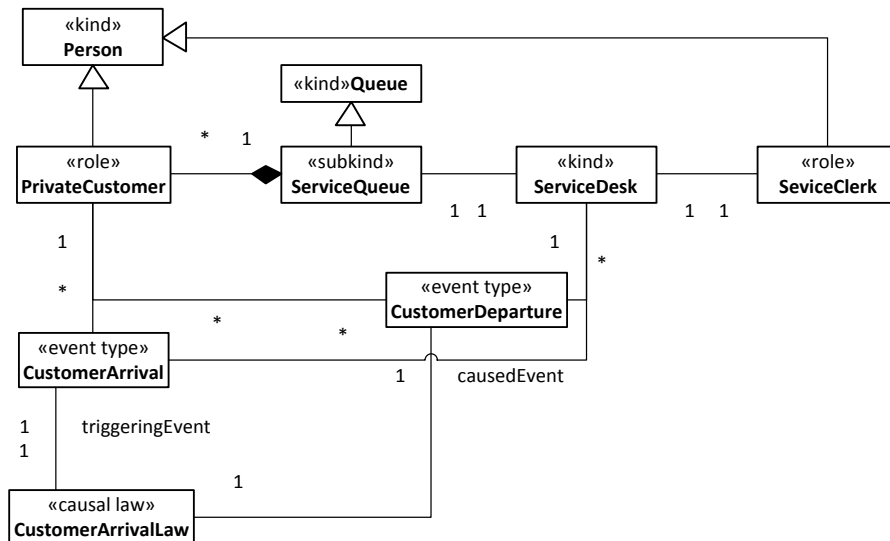 «kind»
Person
«kind»Queue
* 1
«role»
PrivateCustomer
«subkind»
ServiceQueue
«kind»
ServiceDesk
«role»
SeviceClerk
1 1
1 1
1
1
*
*
«event type»
CustomerDeparture
*
*
«event type»
CustomerArrival
1
causedEvent
1
triggeringEvent
1
1
«causal law»
CustomerArrivalLaw